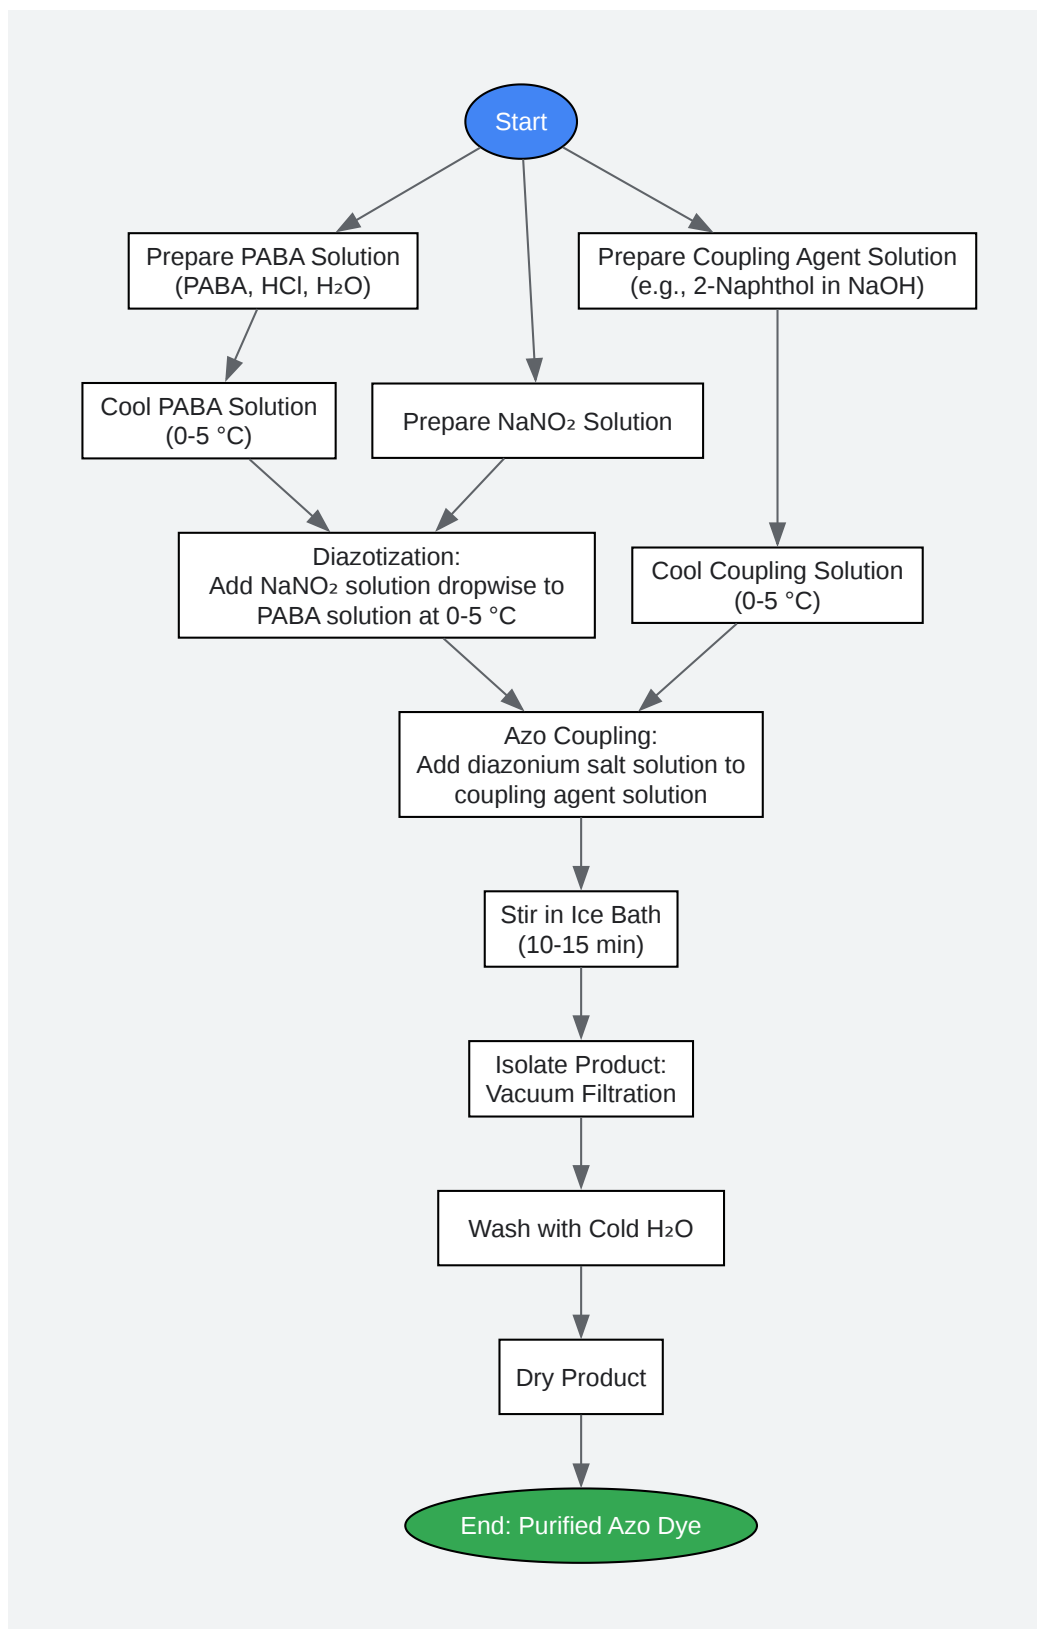 Start
Prepare PABA Solution
(PABA, HCl, H₂O)
Prepare Coupling Agent Solution
(e.g., 2-Naphthol in NaOH)
Cool PABA Solution
(0-5 °C)
Prepare NaNO₂ Solution
Diazotization:
Add NaNO₂ solution dropwise to
PABA solution at 0-5 °C
Cool Coupling Solution
(0-5 °C)
Azo Coupling:
Add diazonium salt solution to
coupling agent solution
Stir in Ice Bath
(10-15 min)
Isolate Product:
Vacuum Filtration
Wash with Cold H₂O
Dry Product
End: Purified Azo Dye